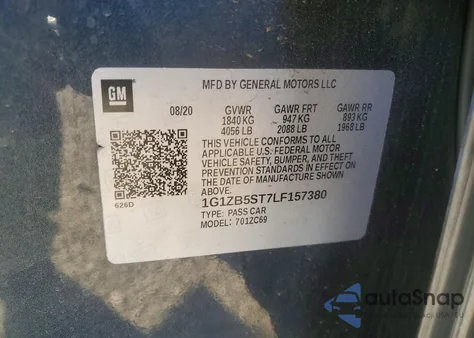 GM
MFD BY GENERAL MOTORS LLC
08/20 GVWR GAWR FRT GAWR RR
1840 KG 947 KG 893 KG
4056 LB 2088 LB 1968 LB
THIS VEHICLE CONFORMS TO ALL
APPLICABLE U.S. FEDERAL MOTOR
VEHICLE SAFETY, BUMPER, AND THEFT
PREVENTION STANDARDS IN EFFECT ON
THE DATE OF MANUFACTURE SHOWN ABOVE.
1G1ZB5ST7LF157380
626D
TYPE: PASS CAR
MODEL: 701ZC69
autoSnap